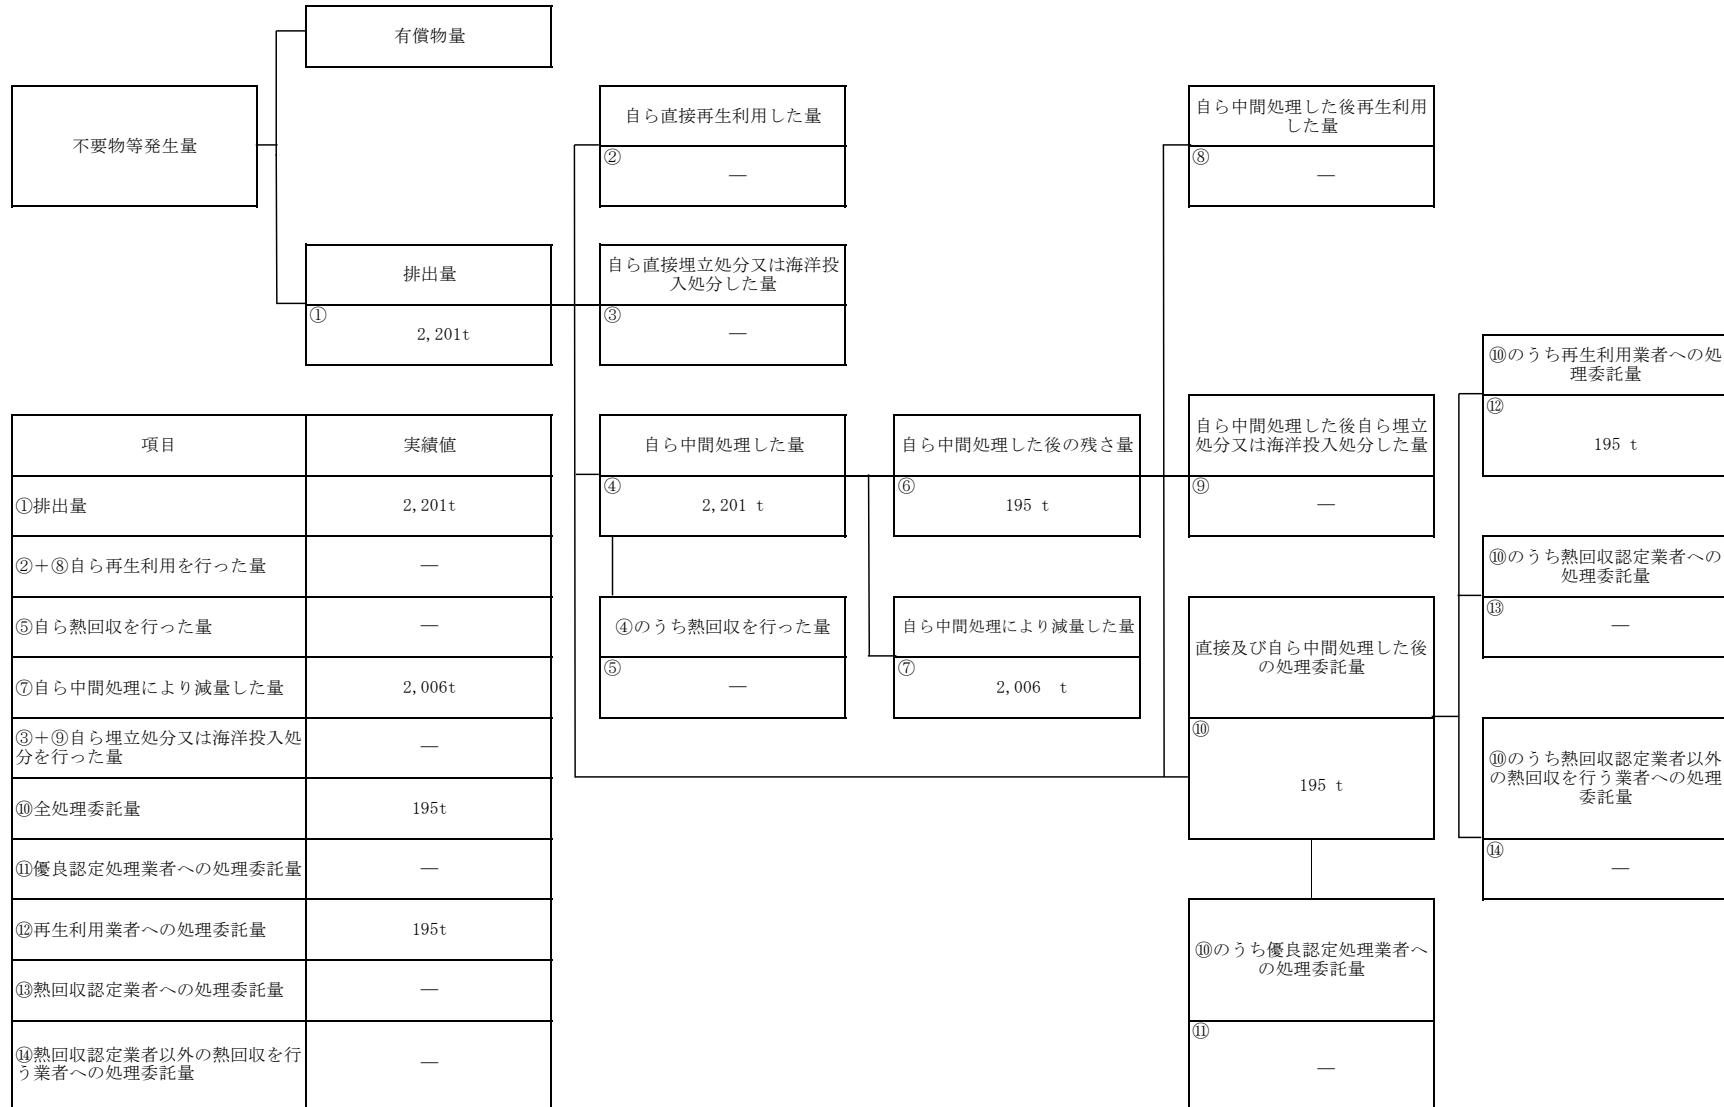 有償物量
不要物等発生量
自ら直接再生利用した量
②
―
自ら中間処理した後再生利用
した量
⑧
―
排出量
①
2,201t
自ら直接埋立処分又は海洋投
入処分した量
③
―
⑩のうち再生利用業者への処
理委託量
⑫
195 t
項目
実績値
①排出量
2,201t
②+⑧自ら再生利用を行った量
―
⑤自ら熱回収を行った量
―
⑦自ら中間処理により減量した量
2,006t
③+⑨自ら埋立処分又は海洋投入処
分を行った量
―
⑩全処理委託量
195t
⑪優良認定処理業者への処理委託量
―
⑫再生利用業者への処理委託量
195t
⑬熱回収認定業者への処理委託量
―
⑭熱回収認定業者以外の熱回収を行
う業者への処理委託量
―
自ら中間処理した量
④
2,201 t
自ら中間処理した後の残さ量
⑥
195 t
自ら中間処理した後自ら埋立
処分又は海洋投入処分した量
⑨
―
④のうち熱回収を行った量
⑤
―
自ら中間処理により減量した量
⑦
2,006 t
直接及び自ら中間処理した後
の処理委託量
⑩
195 t
⑩のうち熱回収認定業者への
処理委託量
⑬
―
⑩のうち熱回収認定業者以外
の熱回収を行う業者への処理
委託量
⑭
―
⑩のうち優良認定処理業者へ
の処理委託量
⑪
―